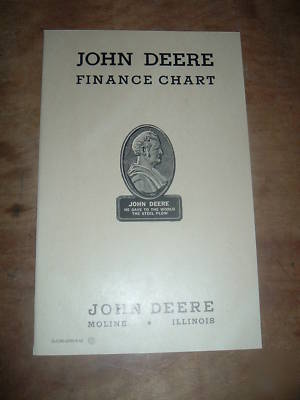 JOHN DEERE
FINANCE CHART
JOHN DEERE
HE GAVE TO THE WORLD
THE STEEL PLOW
JOHN DEERE
MOLINE • ILLINOIS